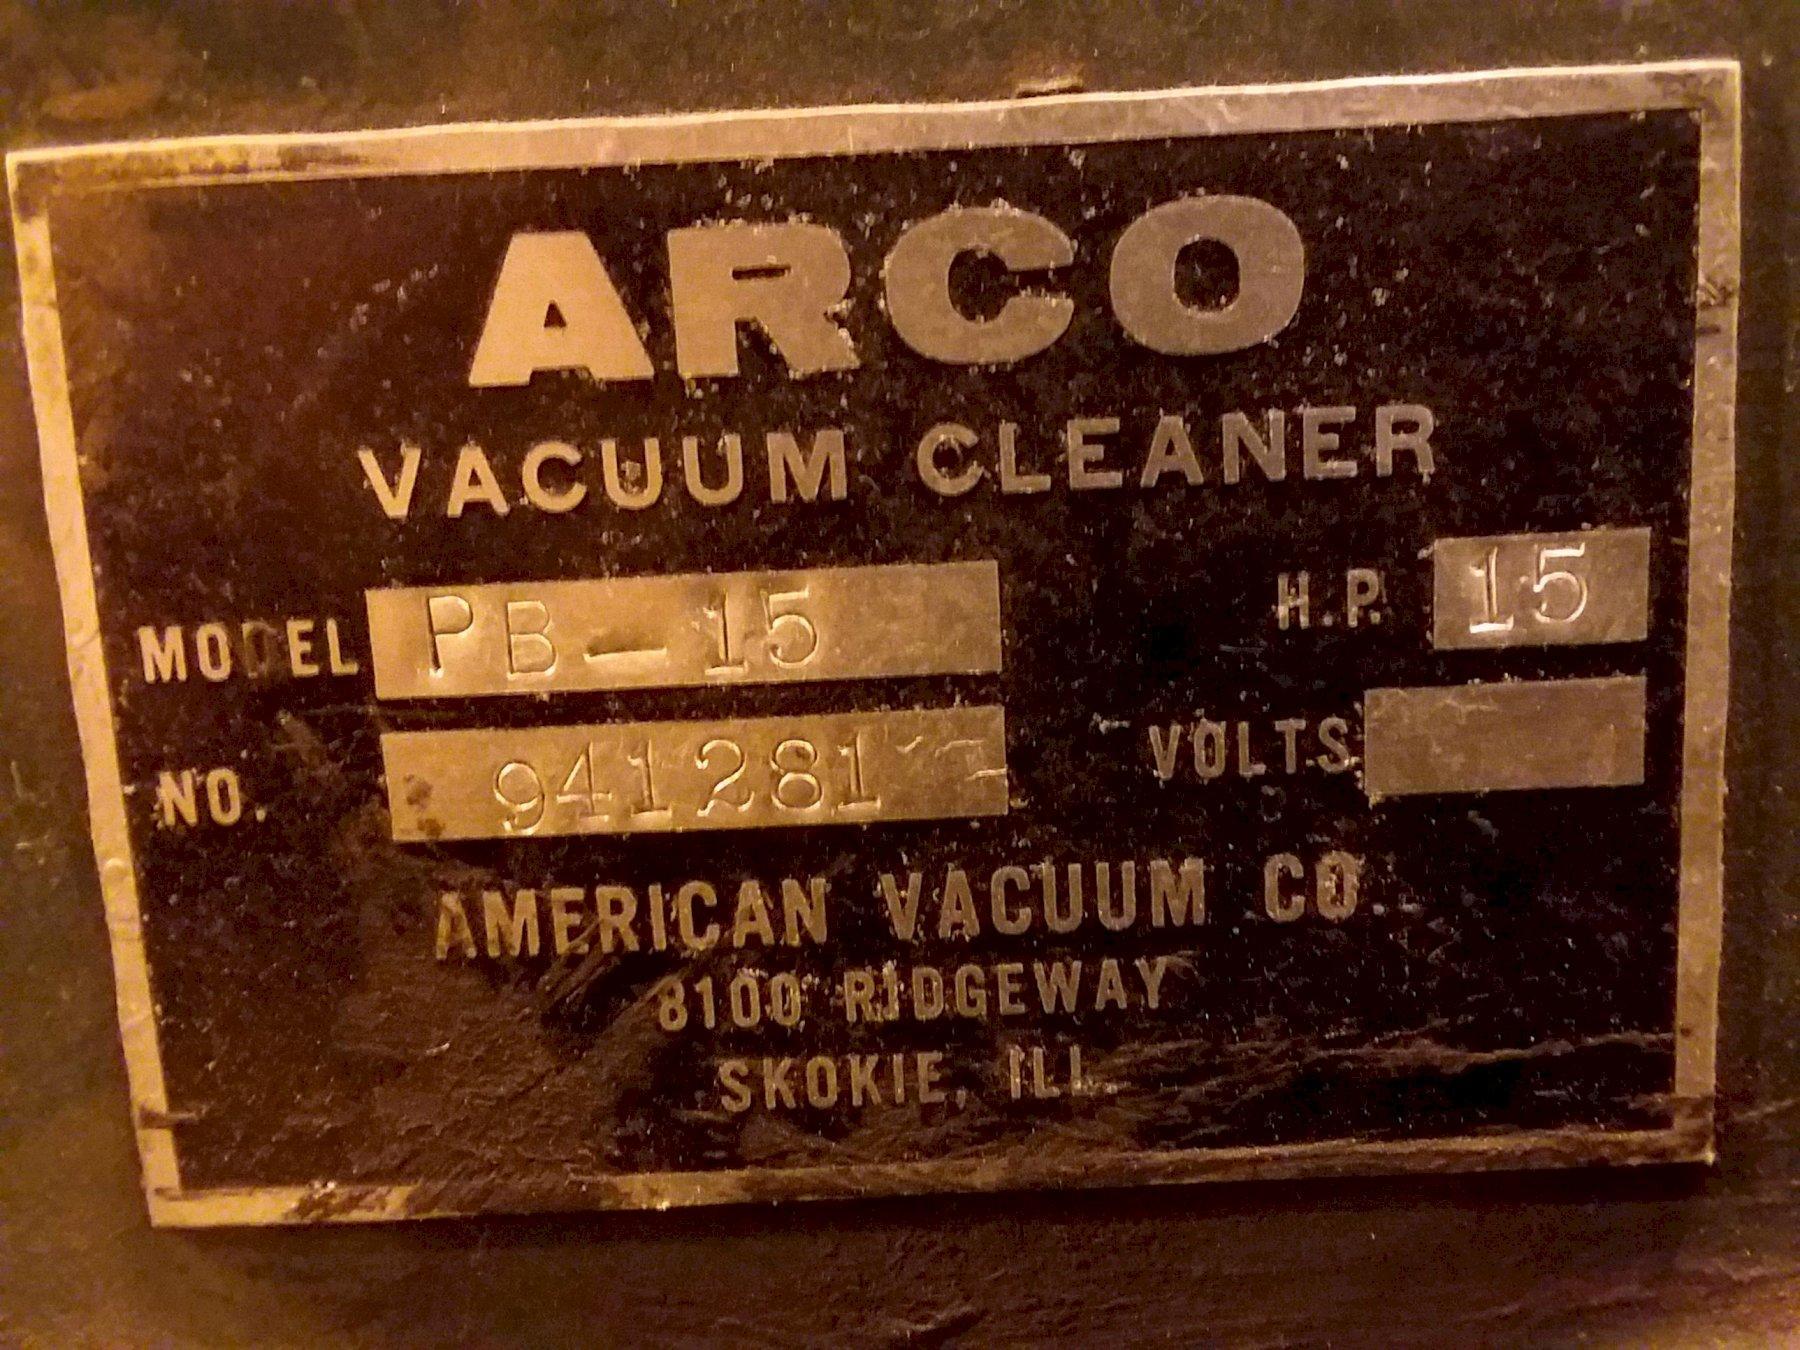 ARCO
VACUUM CLEANER
MODEL PB-15 H.P. 15
NO. 941281 VOLTS
AMERICAN VACUUM CO
8100 RIDGEWAY
SKOKIE, ILL.